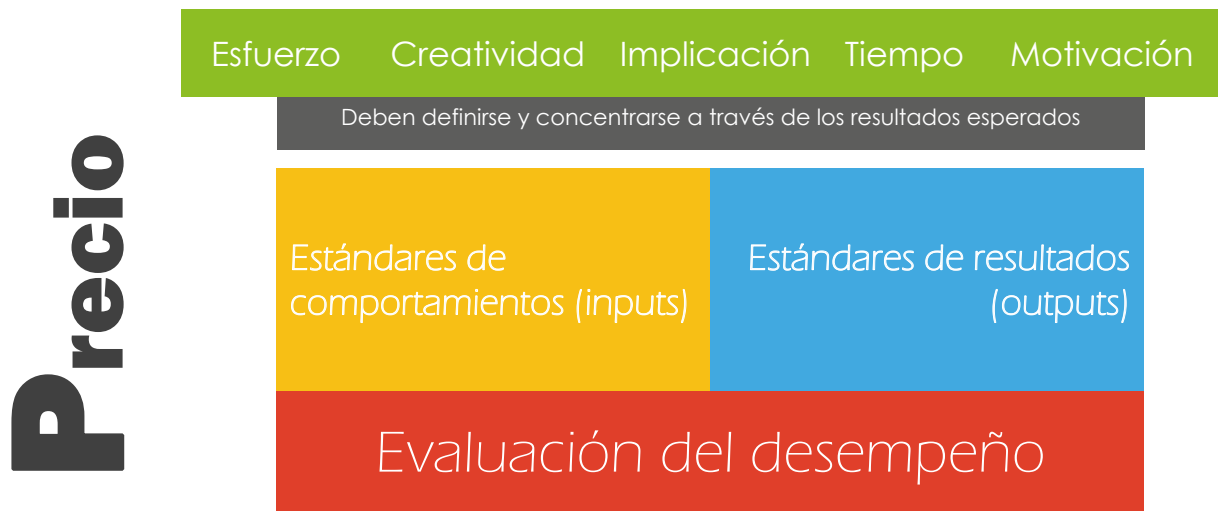 Precio
Esfuerzo Creatividad Implicación Tiempo Motivación
Deben definirse y concentrarse a través de los resultados esperados
Estándares de
comportamientos (inputs)
Estándares de resultados
(outputs)
Evaluación del desempeño